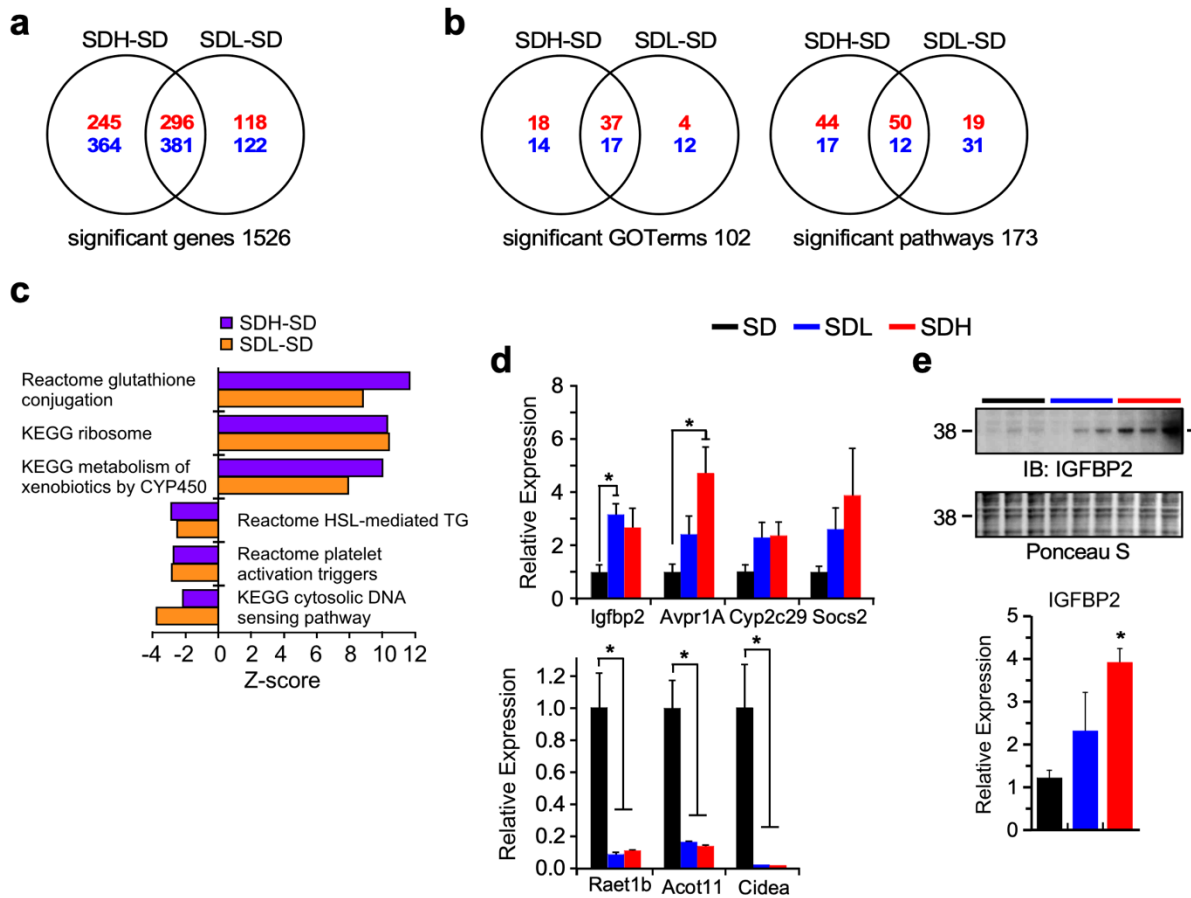 a
SDH-SD SDL-SD
245 296 118
364 381 122
significant genes 1526
b
SDH-SD SDL-SD
18 37 4
14 17 12
significant GOTerms 102
SDH-SD SDL-SD
44 50 19
17 12 31
significant pathways 173
c
SDH-SD
SDL-SD
Reactome glutathione
conjugation
KEGG ribosome
KEGG metabolism of
xenobiotics by CYP450
Reactome HSL-mediated TG
Reactome platelet
activation triggers
KEGG cytosolic DNA
sensing pathway
-4 -2 0 2 4 6 8 10 12
Z-score
SD SDL SDH
d
Relative Expression
8
6
4
2
0
* *
Igfbp2 Avpr1A Cyp2c29 Socs2
Relative Expression
1.2
1.0
0.8
0.6
0.4
0.2
0.0
* * *
Raet1b Acot11 Cidea
e
38 - -
IB: IGFBP2
38 -
Ponceau S
IGFBP2
Relative Expression
5
4
3
2
1
0
*